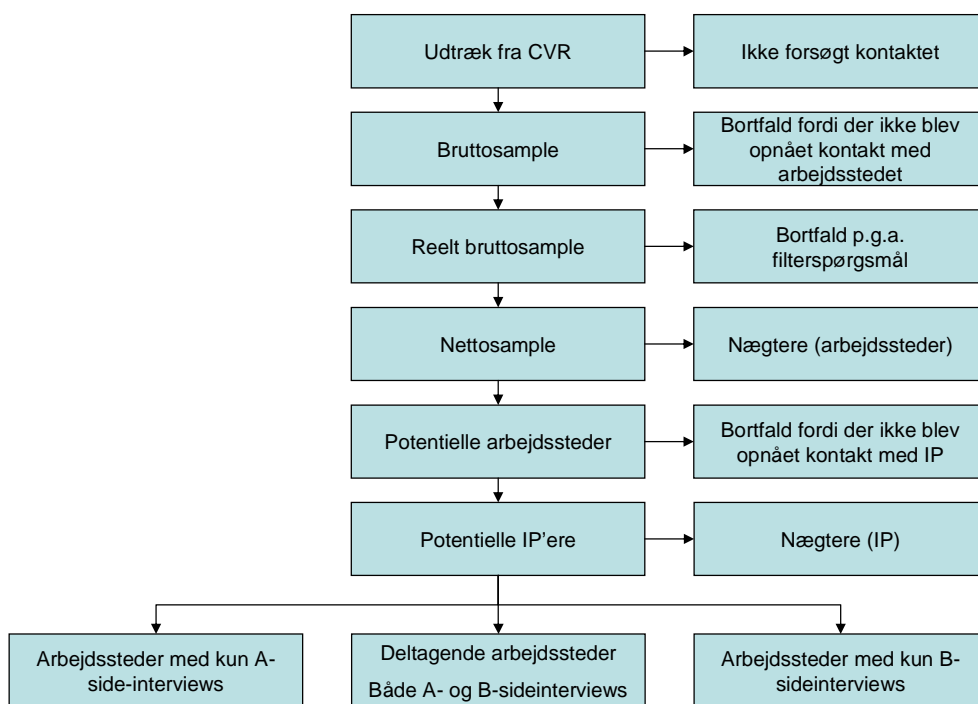 Udtræk fra CVR
Ikke forsøgt kontaktet
Bruttosample
Bortfald fordi der ikke blev
opnået kontakt med
arbejdsstedet
Reelt bruttosample
Bortfald p.g.a.
filterspørgsmål
Nettosample
Nægtere (arbejdssteder)
Potentielle arbejdssteder
Bortfald fordi der ikke blev
opnået kontakt med IP
Potentielle IP’ere
Nægtere (IP)
Arbejdssteder med kun A-
side-interviews
Deltagende arbejdssteder
Både A- og B-sideinterviews
Arbejdssteder med kun B-
sideinterviews